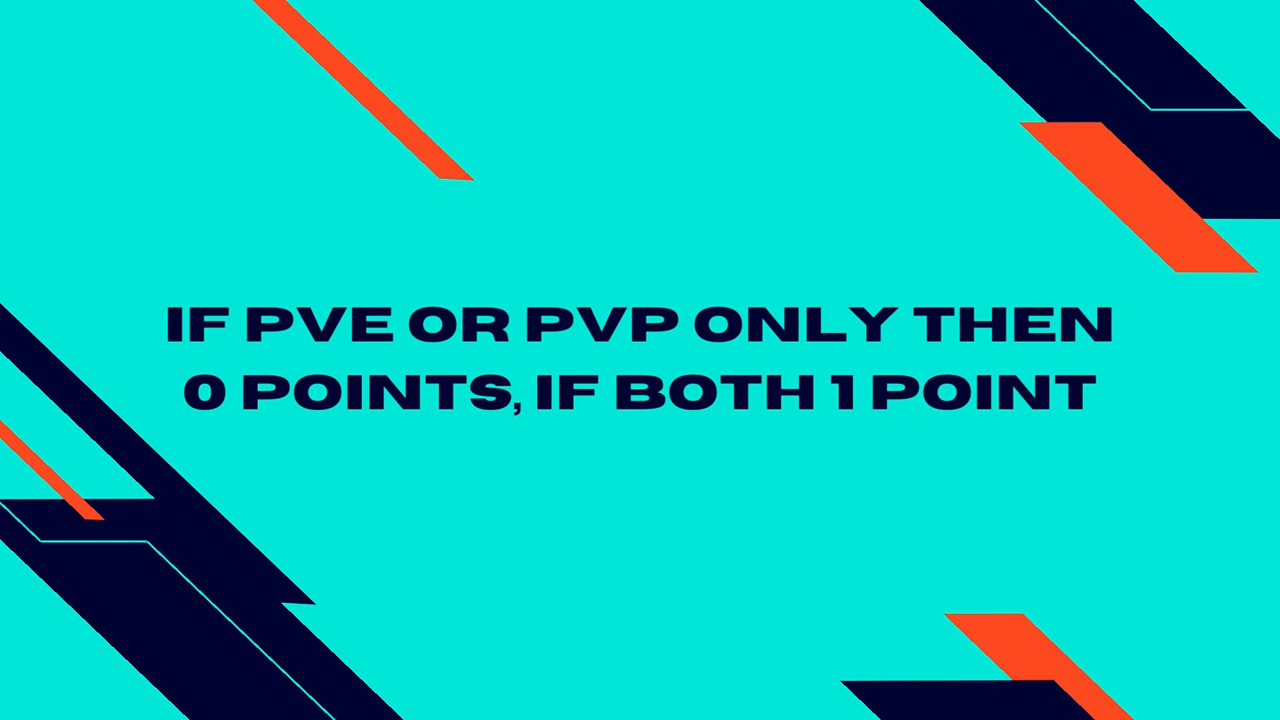 IF PVE OR PVP ONLY THEN
0 POINTS, IF BOTH 1 POINT